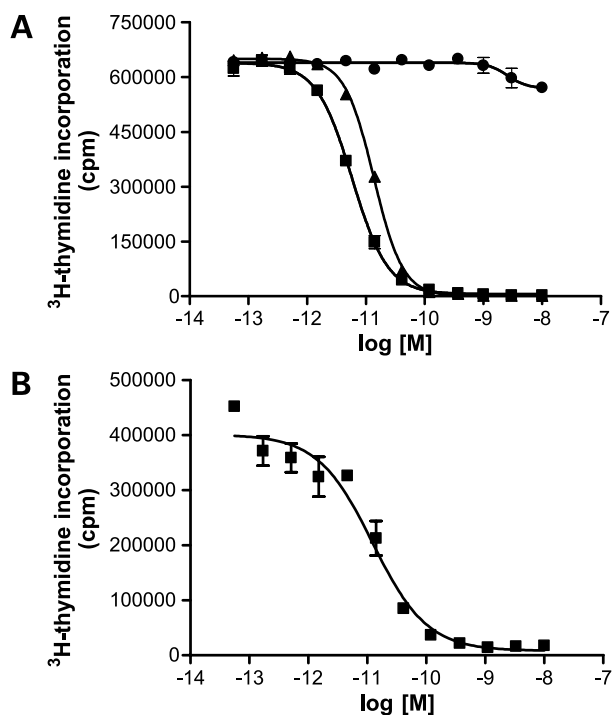 A
³H-thymidine incorporation
(cpm)
750000
600000
450000
300000
150000
0
-14 -13 -12 -11 -10 -9 -8 -7
log [M]
B
³H-thymidine incorporation
(cpm)
500000
400000
300000
200000
100000
0
-14 -13 -12 -11 -10 -9 -8 -7
log [M]